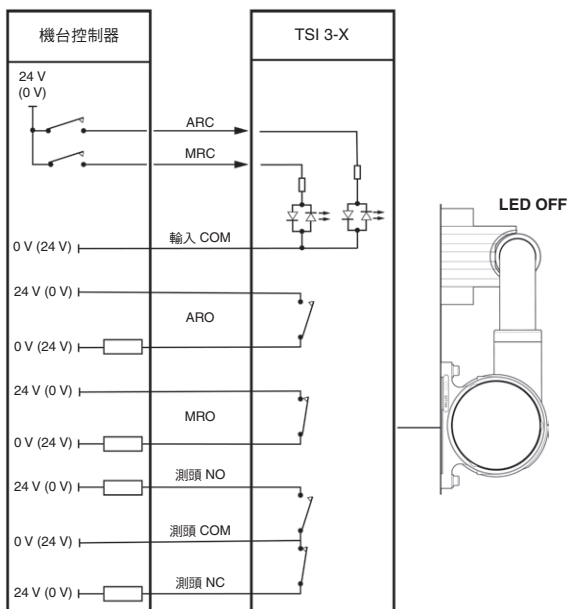 機台控制器
TSI 3-X
24 V
(0 V)
ARC
MRC
LED OFF
輸入 COM
0 V (24 V)
24 V (0 V)
ARO
0 V (24 V)
24 V (0 V)
MRO
0 V (24 V)
測頭 NO
24 V (0 V)
測頭 COM
0 V (24 V)
測頭 NC
24 V (0 V)